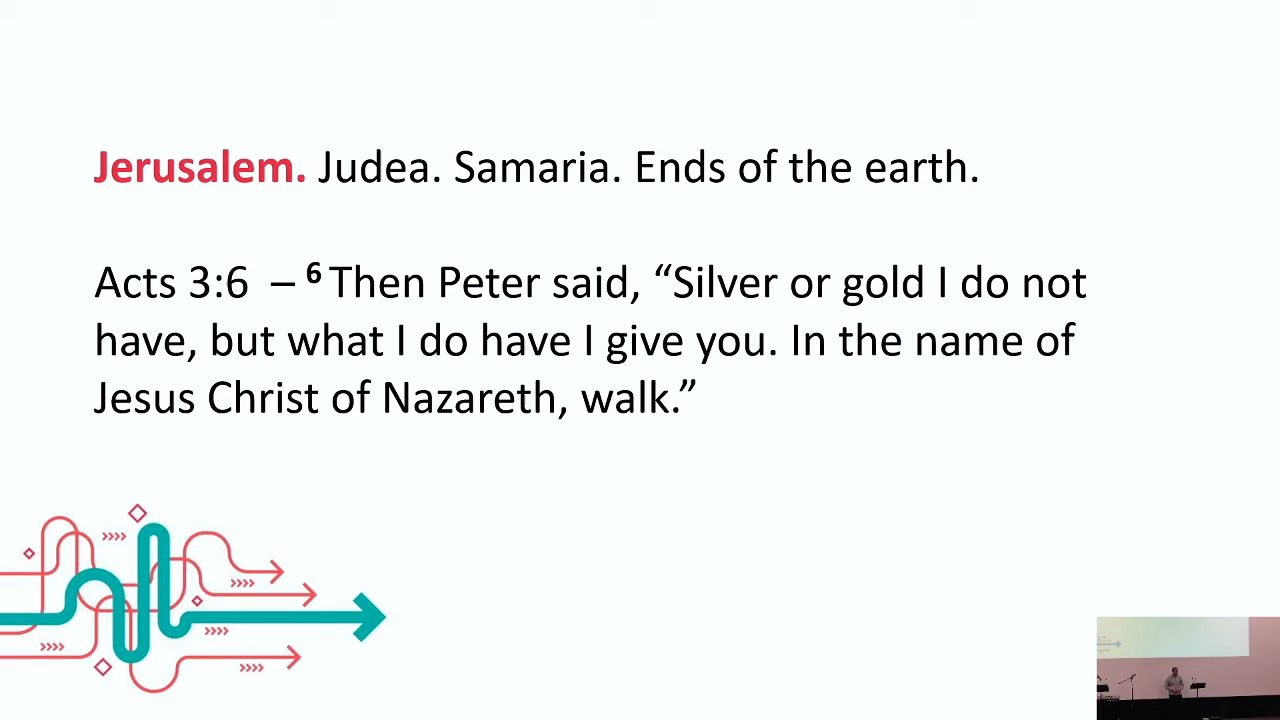 Jerusalem. Judea. Samaria. Ends of the earth.
Acts 3:6 – 6 Then Peter said, “Silver or gold I do not
have, but what I do have I give you. In the name of
Jesus Christ of Nazareth, walk.”